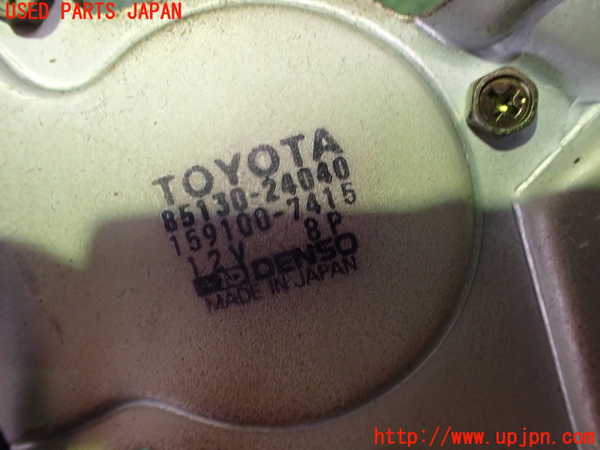 USED PARTS JAPAN
TOYOTA
85130-24040
159100-7415
12V 8P
DENSO
MADE IN JAPAN
http://www.upjpn.com